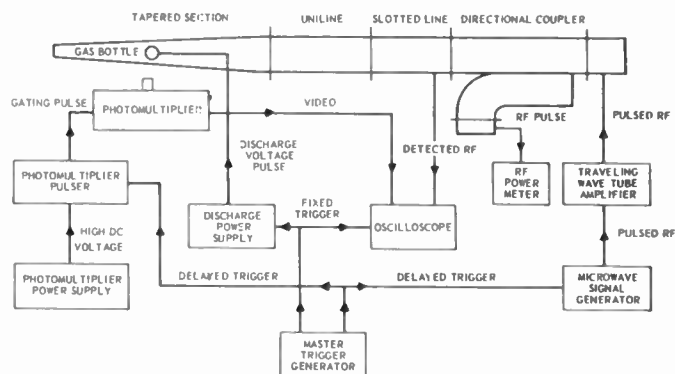 TAPERED SECTION
UNILINE
SLOTTED LINE
DIRECTIONAL COUPLER
GAS BOTTLE
GATING PULSE
PHOTOMULTIPLIER
VIDEO
RF PULSE
PULSED RF
DISCHARGE
VOLTAGE
PULSE
DETECTED RF
PHOTOMULTIPLIER
PULSER
RF
POWER
METER
TRAVELING
WAVE TUBE
AMPLIFIER
FIXED
TRIGGER
DISCHARGE
POWER
SUPPLY
OSCILLOSCOPE
HIGH DC
VOLTAGE
PULSED RF
PHOTOMULTIPLIER
POWER SUPPLY
DELAYED TRIGGER
DELAYED TRIGGER
MICROWAVE
SIGNAL
GENERATOR
MASTER
TRIGGER
GENERATOR